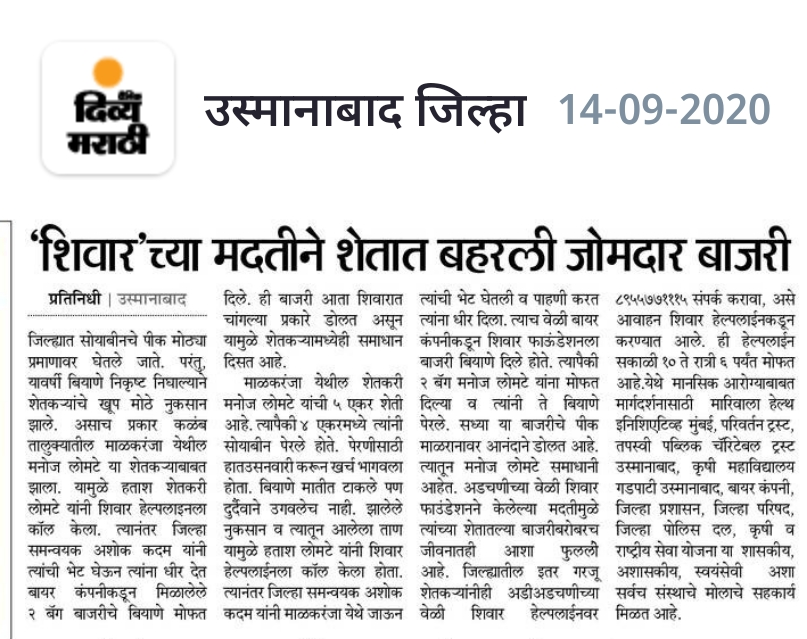 दिव्य
मराठी
उस्मानाबाद जिल्हा 14-09-2020
'शिवार'च्या मदतीने शेतात बहरली जोमदार बाजरी
प्रतिनिधी | उस्मानाबाद
जिल्ह्यात सोयाबीनचे पीक मोठ्या
प्रमाणावर घेतले जाते. परंतु,
यावर्षी बियाणे निकृष्ट निघाल्याने
शेतकऱ्यांचे खूप मोठे नुकसान
झाले. असाच प्रकार कळंब
तालुक्यातील माळकरंजा येथील
मनोज लोमटे या शेतकऱ्याबाबत
झाला. यामुळे हताश शेतकरी
लोमटे यांनी शिवार हेल्पलाइनला
कॉल केला. त्यानंतर जिल्हा
समन्वयक अशोक कदम यांनी
त्यांची भेट घेऊन त्यांना धीर देत
बायर कंपनीकडून मिळालेले
२ बॅग बाजरीचे बियाणे मोफत
दिले. ही बाजरी आता शिवारात
चांगल्या प्रकारे डोलत असून
यामुळे शेतकऱ्यामध्येही समाधान
दिसत आहे.
माळकरंजा येथील शेतकरी
मनोज लोमटे यांची ५ एकर शेती
आहे. त्यापैकी ४ एकरमध्ये त्यांनी
सोयाबीन पेरले होते. पेरणीसाठी
हातउसनवारी करून खर्च भागवला
होता. बियाणे मातीत टाकले पण
दुर्दैवाने उगवलेच नाही. झालेले
नुकसान व त्यातून आलेला ताण
यामुळे हताश लोमटे यांनी शिवार
हेल्पलाईनला कॉल केला होता.
त्यानंतर जिल्हा समन्वयक अशोक
कदम यांनी माळकरंजा येथे जाऊन
त्यांची भेट घेतली व पाहणी करत
त्यांना धीर दिला. त्याच वेळी बायर
कंपनीकडून शिवार फाउंडेशनला
बाजरी बियाणे दिले होते. त्यापैकी
२ बॅग मनोज लोमटे यांना मोफत
दिल्या व त्यांनी ते बियाणे
पेरले. सध्या या बाजरीचे पीक
माळरानावर आनंदाने डोलत आहे.
त्यातून मनोज लोमटे समाधानी
आहेत. अडचणीच्या वेळी शिवार
फाउंडेशनने केलेल्या मदतीमुळे
त्यांच्या शेतातल्या बाजरीबरोबरच
जीवनातही आशा फुलली
आहे. जिल्ह्यातील इतर गरजू
शेतकऱ्यांनीही अडीअडचणीच्या
वेळी शिवार हेल्पलाईनवर
८९५५७७१११५ संपर्क करावा, असे
आवाहन शिवार हेल्पलाईनकडून
करण्यात आले. ही हेल्पलाईन
सकाळी १० ते रात्री ६ पर्यंत मोफत
आहे.येथे मानसिक आरोग्याबाबत
मार्गदर्शनासाठी मारिवाला हेल्थ
इनिशिएटिव्ह मुंबई, परिवर्तन ट्रस्ट,
तपस्वी पब्लिक चॅरिटेबल ट्रस्ट
उस्मानाबाद, कृषी महाविद्यालय
गडपाटी उस्मानाबाद, बायर कंपनी,
जिल्हा प्रशासन, जिल्हा परिषद,
जिल्हा पोलिस दल, कृषी व
राष्ट्रीय सेवा योजना या शासकीय,
अशासकीय, स्वयंसेवी अशा
सर्वच संस्थाचे मोलाचे सहकार्य
मिळत आहे.